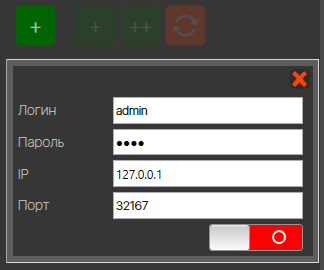 + + ++
Логин admin
Пароль ••••
IP 127.0.0.1
Порт 32167